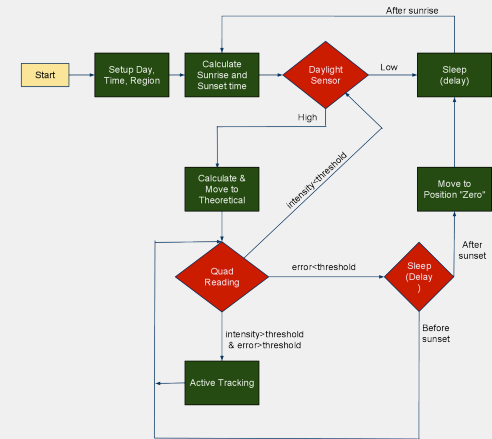 After sunrise
Start
Setup Day,
Time, Region
Calculate
Sunrise and
Sunset time
Daylight
Sensor
Low
Sleep
(delay)
High
intensity<threshold
Calculate &
Move to
Theoretical
Move to
Position "Zero"
Quad
Reading
error<threshold
Sleep
(Delay
)
After
sunset
intensity>threshold
& error>threshold
Before
sunset
Active Tracking